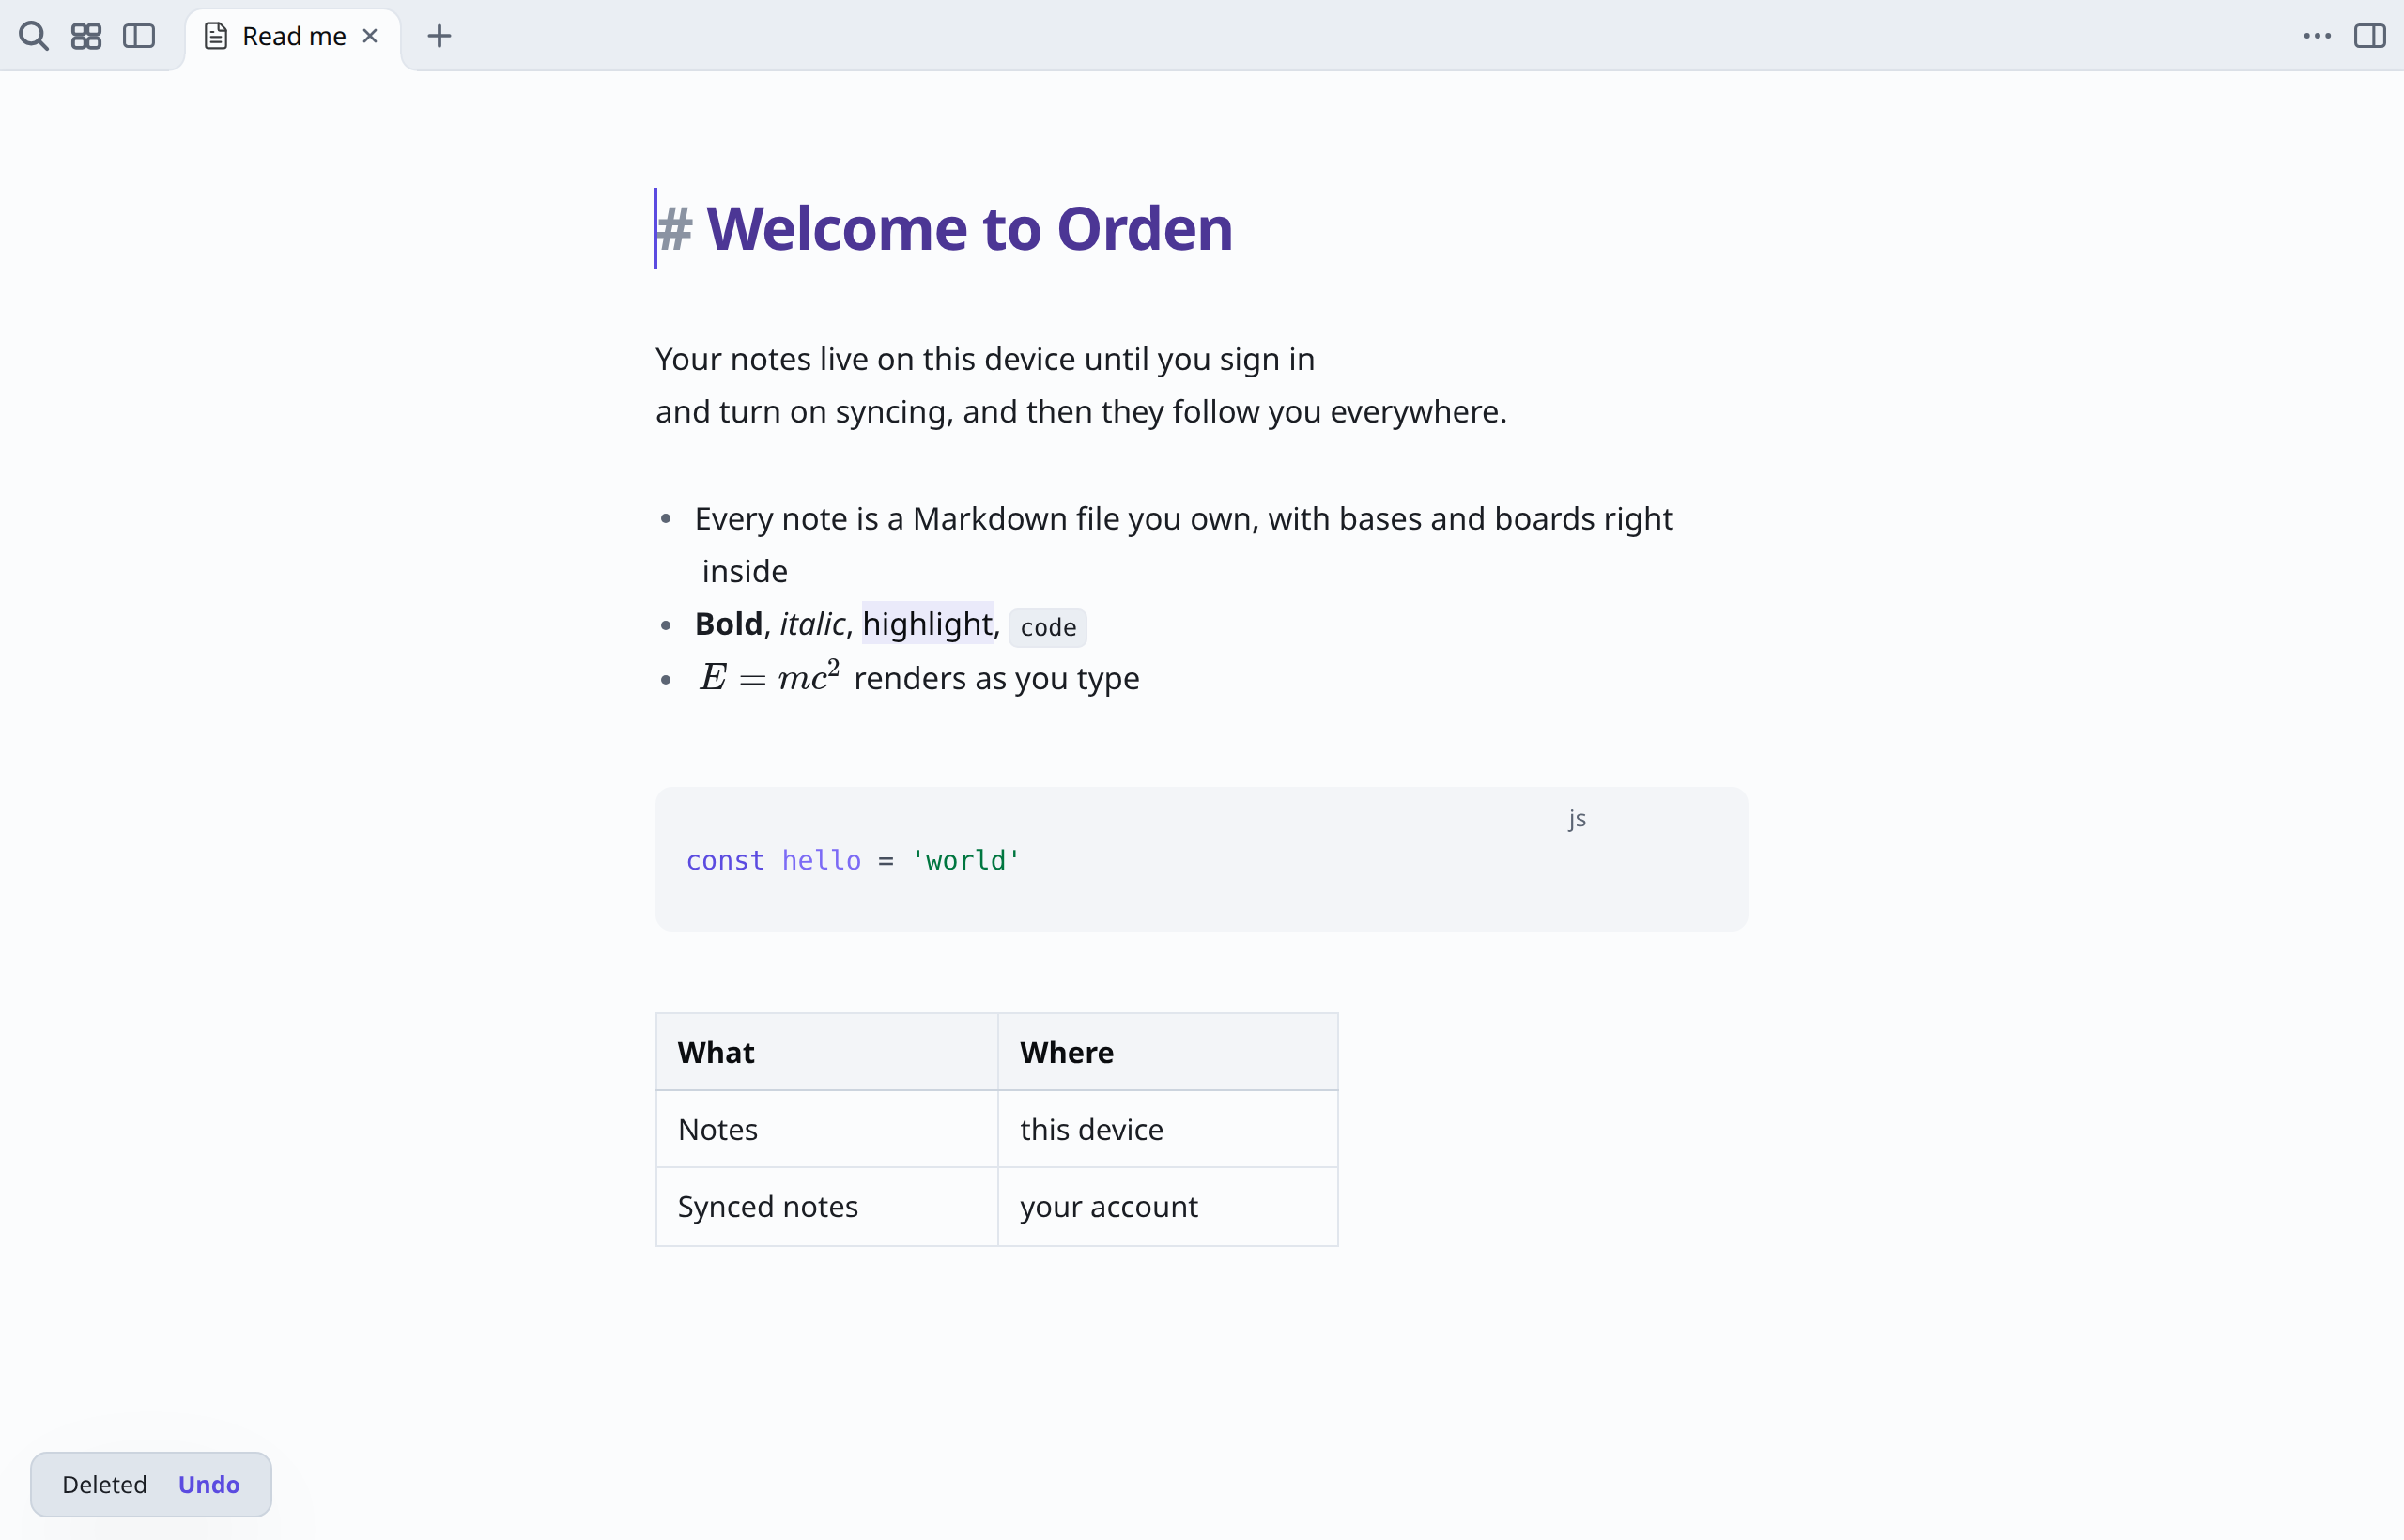 Read me
# Welcome to Orden
Your notes live on this device until you sign in
and turn on syncing, and then they follow you everywhere.
• Every note is a Markdown file you own, with bases and boards right
inside
• Bold, italic, highlight, code
• E = mc² renders as you type
js
const hello = 'world'
What Where
Notes this device
Synced notes your account
Deleted Undo